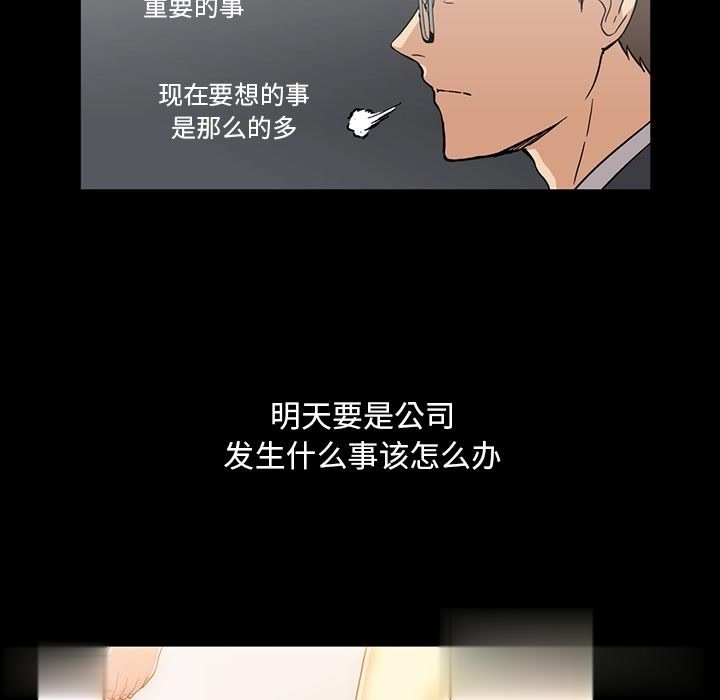 重要的事
现在要想的事
是那么的多
明天要是公司
发生什么事该怎么办